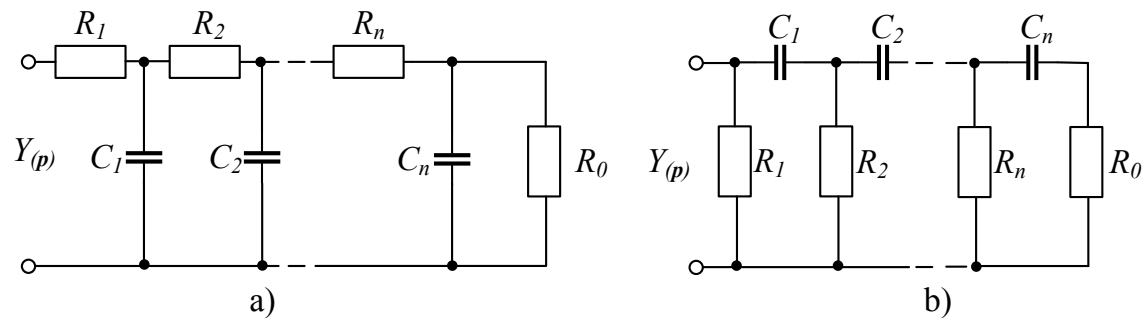 R₁ R₂ Rₙ
Y₍ₚ₎ C₁ C₂ Cₙ R₀
a)
C₁ C₂ Cₙ
Y₍ₚ₎ R₁ R₂ Rₙ R₀
b)